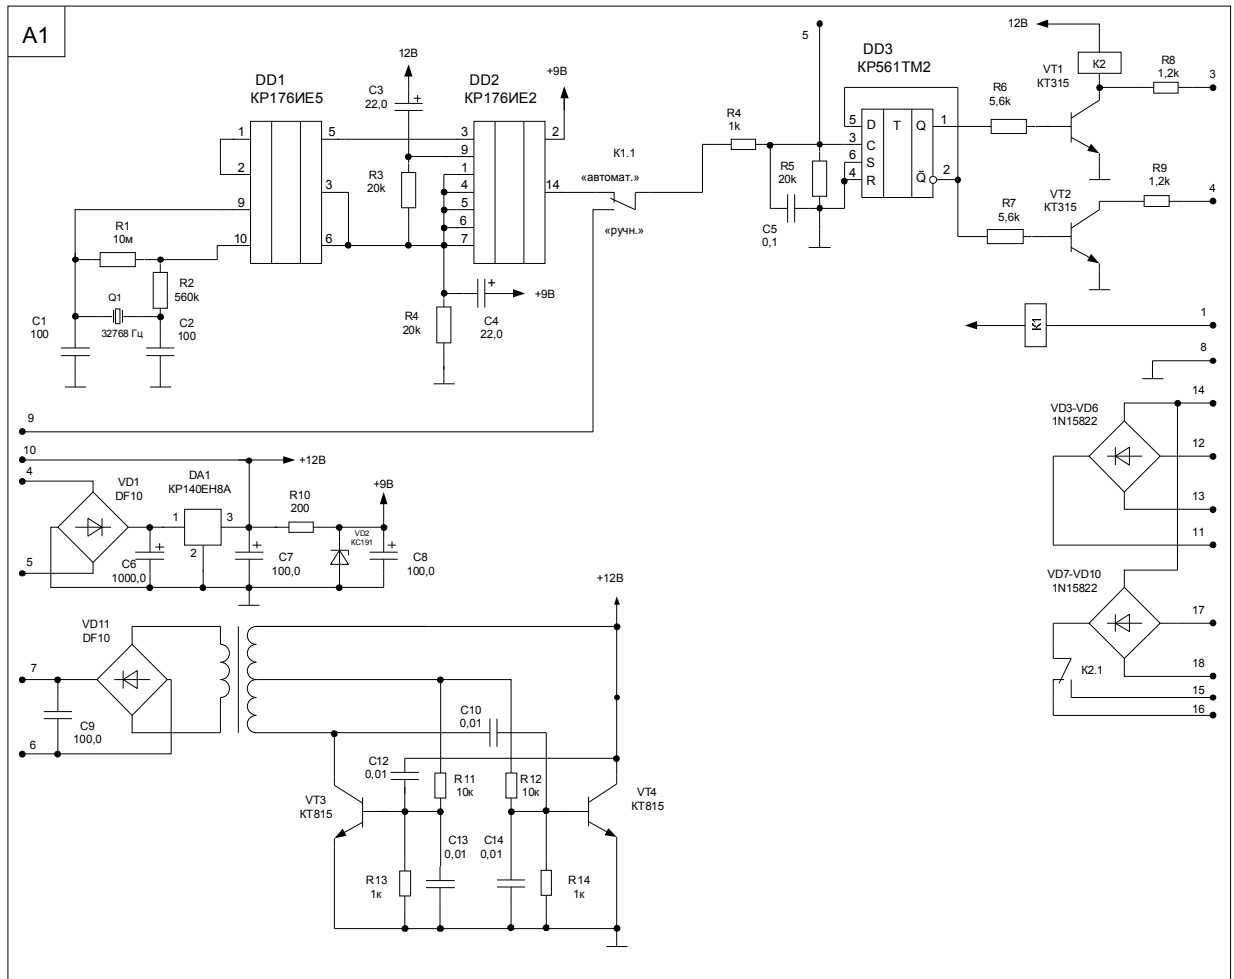 A1
DD1
КР176ИЕ5
1
2
9
10
5
3
6
R1
10м
R2
560k
Q1
32768 Гц
C1
100
C2
100
12В
C3
22,0
+
R3
20k
DD2
КР176ИЕ2
3
9
1
4
5
6
7
2
14
+9В
R4
20k
+
C4
22,0
+9В
К1.1
«автомат.»
«ручн.»
5
R4
1k
R5
20k
C5
0,1
DD3
КР561ТМ2
5
3
6
4
D
C
S
R
T
Q
Q̅
1
2
12В
К2
VT1
КТ315
R6
5,6k
R8
1,2k
3
R7
5,6k
VT2
КТ315
R9
1,2k
4
К1
1
8
14
VD3-VD6
1N15822
12
13
11
VD7-VD10
1N15822
17
18
К2.1
15
16
9
10
+12В
4
VD1
DF10
5
+
C6
1000,0
DA1
КР140ЕН8А
1
3
2
+
C7
100,0
R10
200
VD2
КС191
+9В
+
C8
100,0
VD11
DF10
7
C9
100,0
6
+12В
C10
0,01
C12
0,01
R11
10к
R12
10к
VT3
КТ815
VT4
КТ815
C13
0,01
C14
0,01
R13
1к
R14
1к